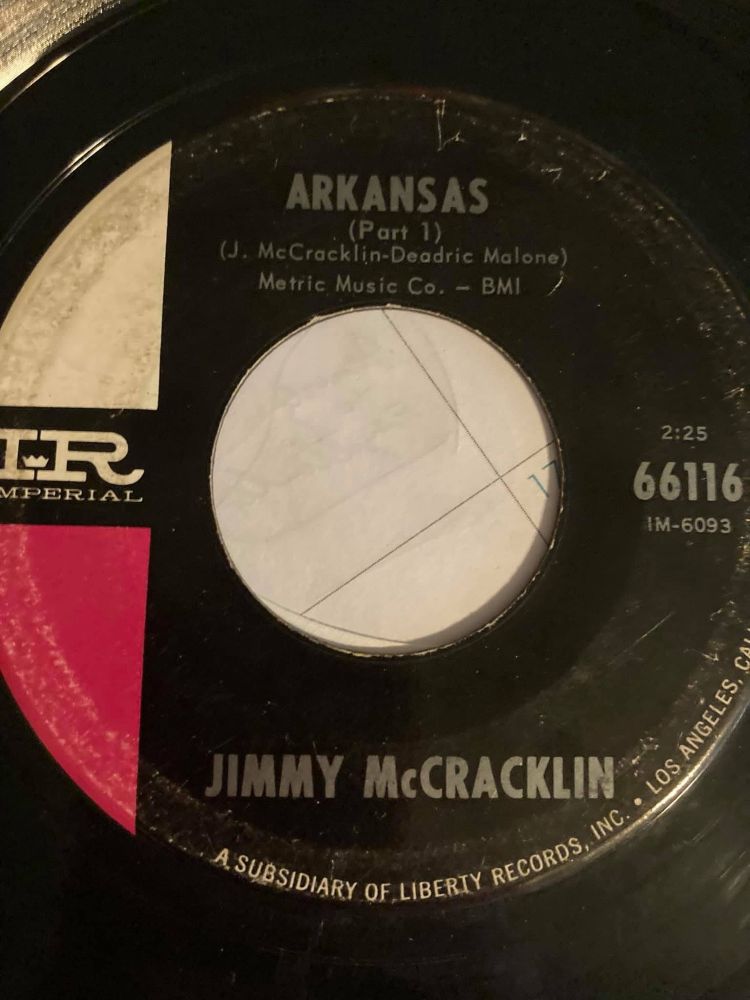 ARKANSAS
(Part 1)
(J. McCracklin-Deadric Malone)
Metric Music Co. – BMI
IR
IMPERIAL
17
2:25
66116
IM-6093
JIMMY McCRACKLIN
A SUBSIDIARY OF LIBERTY RECORDS, INC. • LOS ANGELES, CAL